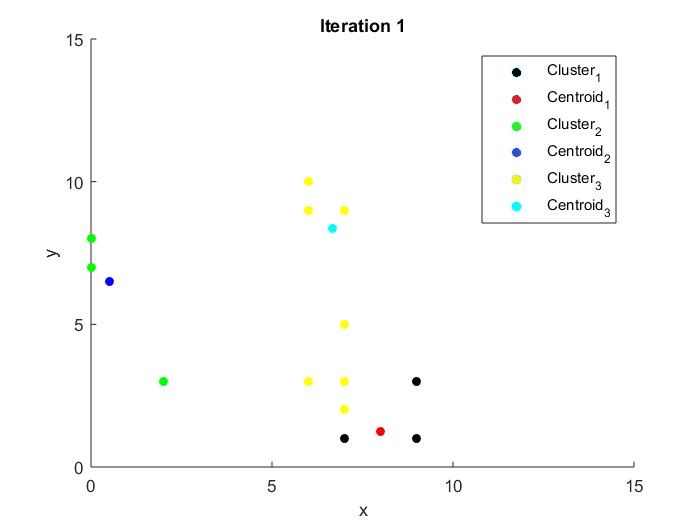 Iteration 1
15
10
5
0
y
0
5
10
15
x
Cluster1
Centroid1
Cluster2
Centroid2
Cluster3
Centroid3